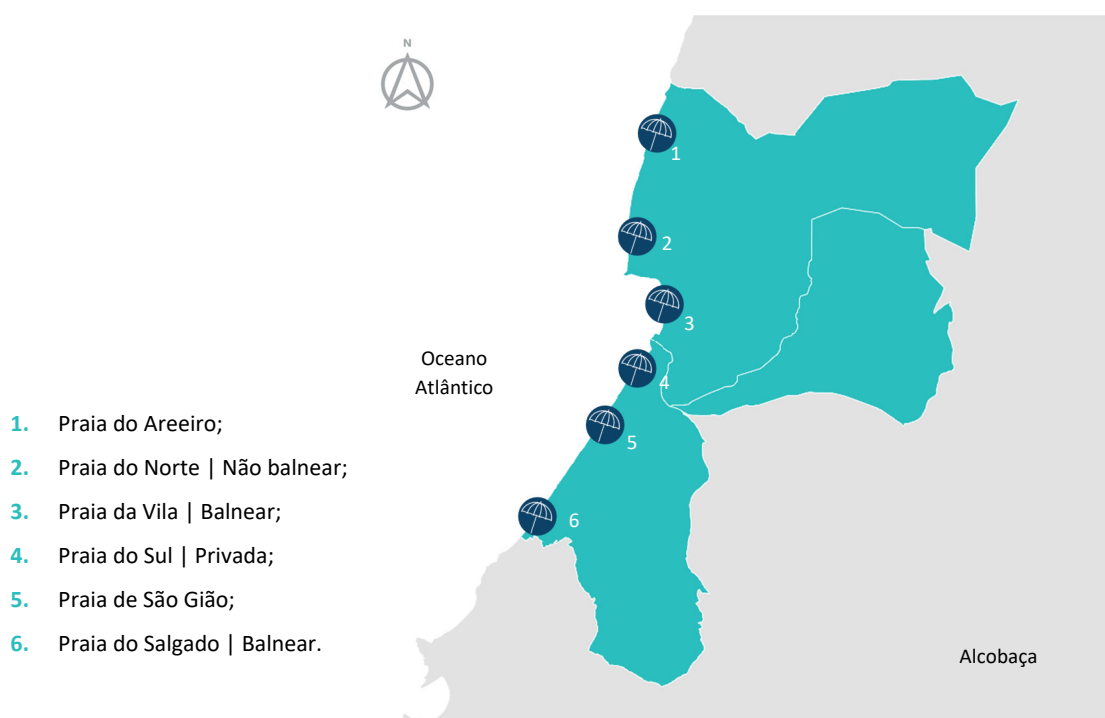 N
1
2
3
Oceano
Atlântico
4
1. Praia do Areeiro;
5
2. Praia do Norte | Não balnear;
3. Praia da Vila | Balnear;
6
4. Praia do Sul | Privada;
5. Praia de São Gião;
6. Praia do Salgado | Balnear.
Alcobaça